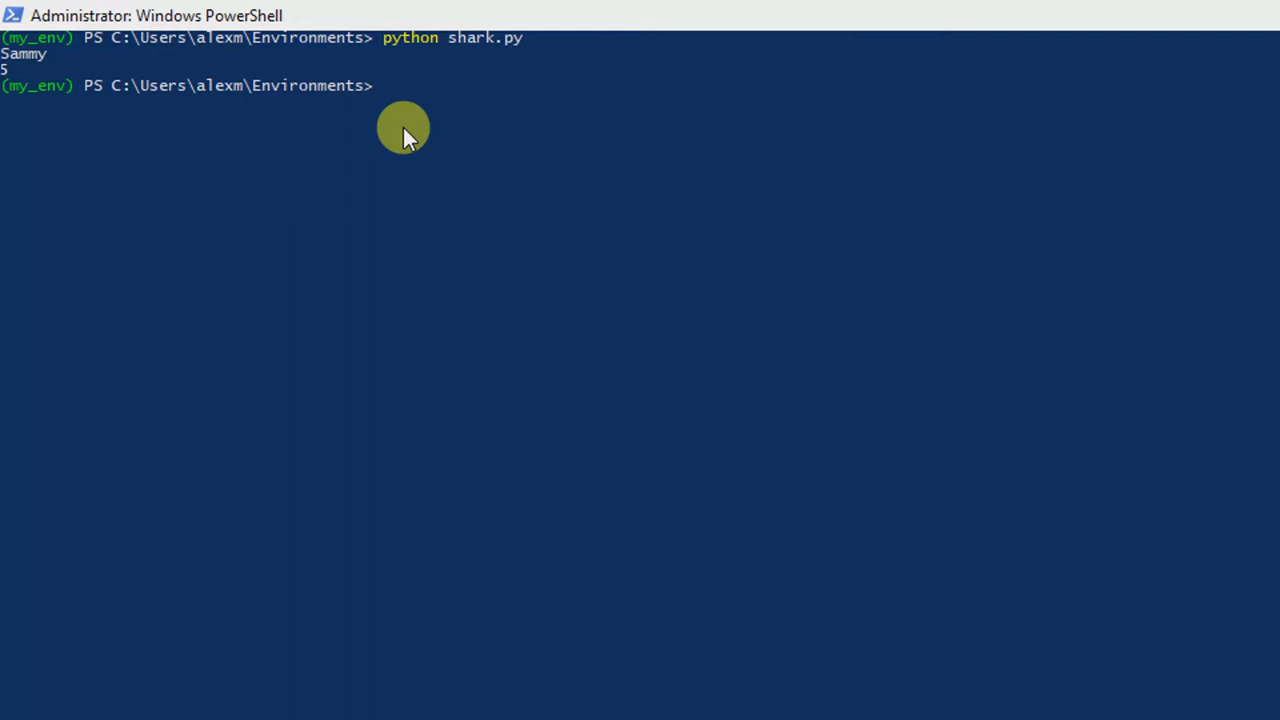 Administrator: Windows PowerShell
(my_env) PS C:\Users\alexm\Environments> python shark.py
Sammy
5
(my_env) PS C:\Users\alexm\Environments>